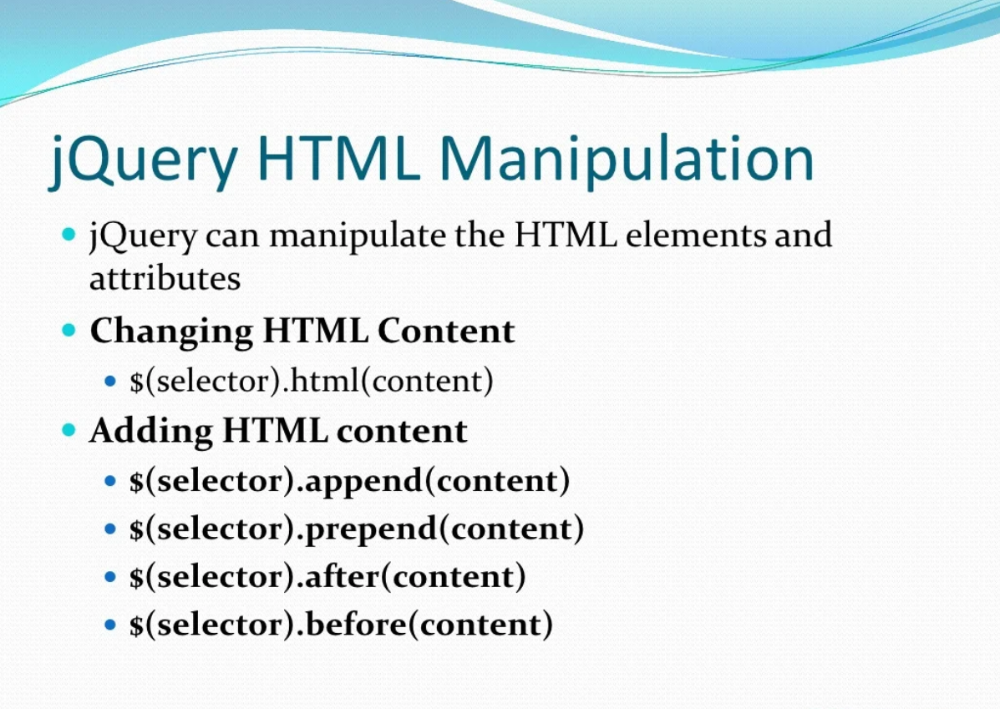 jQuery HTML Manipulation
jQuery can manipulate the HTML elements and
attributes
Changing HTML Content
$(selector).html(content)
Adding HTML content
$(selector).append(content)
$(selector).prepend(content)
$(selector).after(content)
$(selector).before(content)